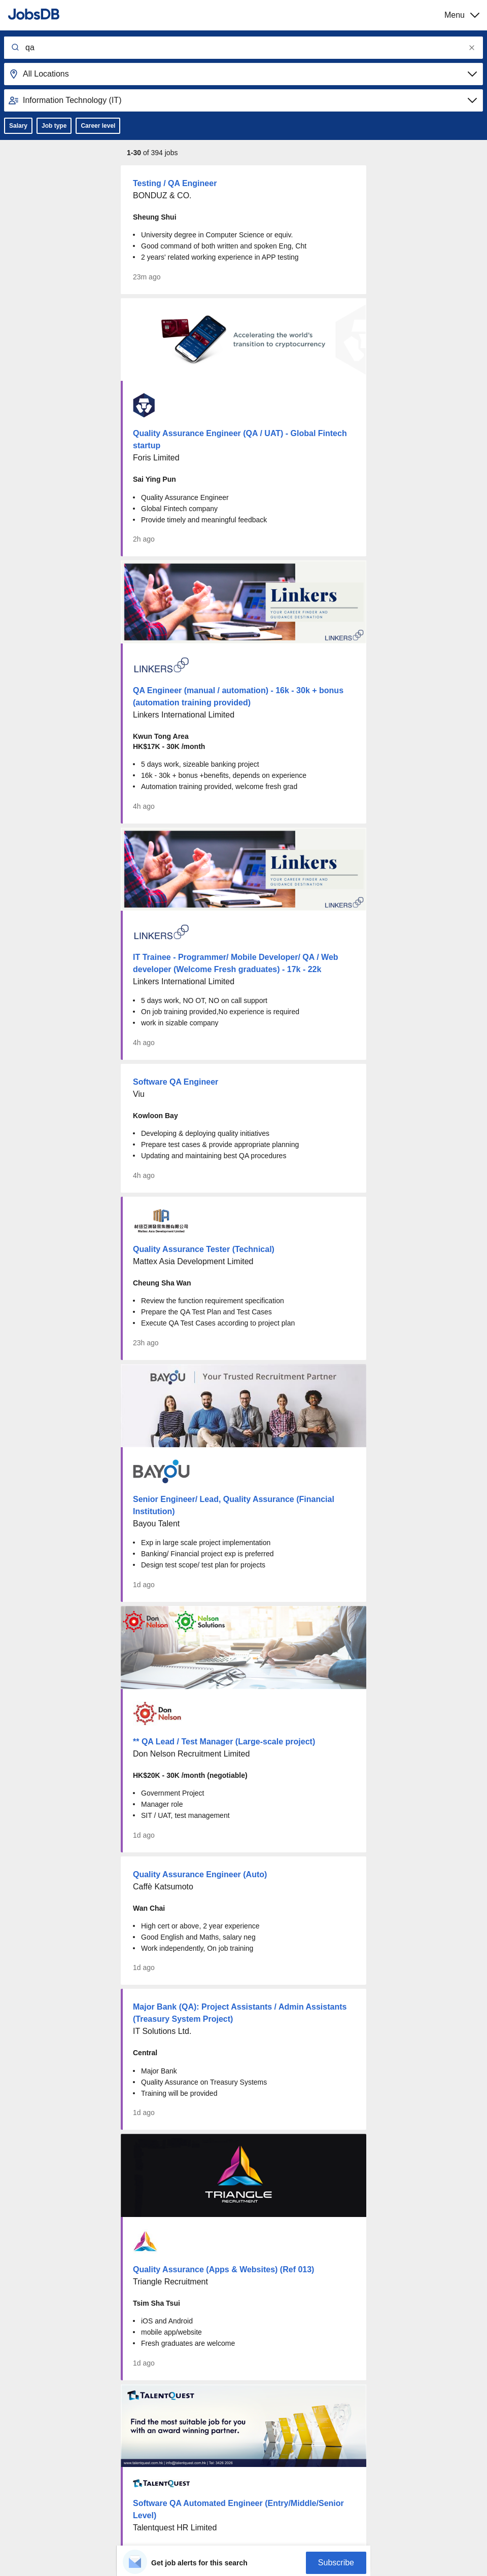 JobsDB
Menu
qa
All Locations
Information Technology (IT)
Salary
Job type
Career level
1-30 of 394 jobs
Testing / QA Engineer
BONDUZ & CO.
Sheung Shui
• University degree in Computer Science or equiv.
• Good command of both written and spoken Eng, Cht
• 2 years' related working experience in APP testing
23m ago
Accelerating the world's
transition to cryptocurrency
Quality Assurance Engineer (QA / UAT) - Global Fintech
startup
Foris Limited
Sai Ying Pun
• Quality Assurance Engineer
• Global Fintech company
• Provide timely and meaningful feedback
2h ago
Linkers
YOUR CAREER FINDER AND
GUIDANCE DESTINATION
LINKERS
LINKERS
QA Engineer (manual / automation) - 16k - 30k + bonus
(automation training provided)
Linkers International Limited
Kwun Tong Area
HK$17K - 30K /month
• 5 days work, sizeable banking project
• 16k - 30k + bonus +benefits, depends on experience
• Automation training provided, welcome fresh grad
4h ago
Linkers
YOUR CAREER FINDER AND
GUIDANCE DESTINATION
LINKERS
LINKERS
IT Trainee - Programmer/ Mobile Developer/ QA / Web
developer (Welcome Fresh graduates) - 17k - 22k
Linkers International Limited
• 5 days work, NO OT, NO on call support
• On job training provided,No experience is required
• work in sizable company
4h ago
Software QA Engineer
Viu
Kowloon Bay
• Developing & deploying quality initiatives
• Prepare test cases & provide appropriate planning
• Updating and maintaining best QA procedures
4h ago
Mattex Asia Development Limited
Quality Assurance Tester (Technical)
Mattex Asia Development Limited
Cheung Sha Wan
• Review the function requirement specification
• Prepare the QA Test Plan and Test Cases
• Execute QA Test Cases according to project plan
23h ago
BAYOU
Your Trusted Recruitment Partner
BAYOU
Senior Engineer/ Lead, Quality Assurance (Financial
Institution)
Bayou Talent
• Exp in large scale project implementation
• Banking/ Financial project exp is preferred
• Design test scope/ test plan for projects
1d ago
Don Nelson
Nelson Solutions
Don Nelson
** QA Lead / Test Manager (Large-scale project)
Don Nelson Recruitment Limited
HK$20K - 30K /month (negotiable)
• Government Project
• Manager role
• SIT / UAT, test management
1d ago
Quality Assurance Engineer (Auto)
Caffè Katsumoto
Wan Chai
• High cert or above, 2 year experience
• Good English and Maths, salary neg
• Work independently, On job training
1d ago
Major Bank (QA): Project Assistants / Admin Assistants
(Treasury System Project)
IT Solutions Ltd.
Central
• Major Bank
• Quality Assurance on Treasury Systems
• Training will be provided
1d ago
TRIANGLE
RECRUITMENT
Quality Assurance (Apps & Websites) (Ref 013)
Triangle Recruitment
Tsim Sha Tsui
• iOS and Android
• mobile app/website
• Fresh graduates are welcome
1d ago
TALENTQUEST
Find the most suitable job for you
with an award winning partner.
TALENTQUEST
Software QA Automated Engineer (Entry/Middle/Senior
Level)
Talentquest HR Limited
Get job alerts for this search
Subscribe